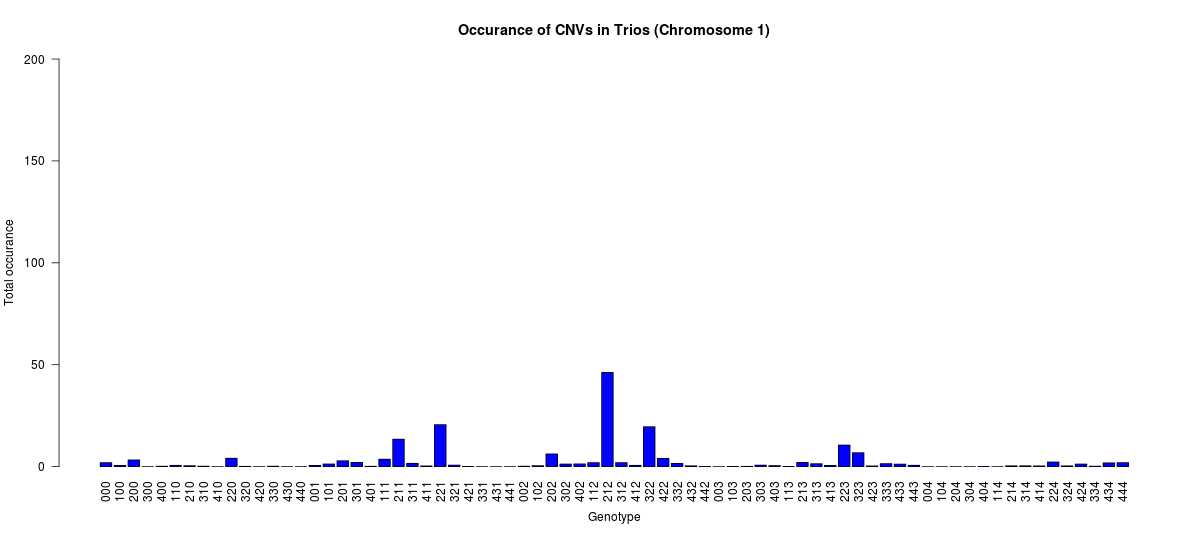 Occurance of CNVs in Trios (Chromosome 1)
Total occurance
200
150
100
50
0
000 100 200 300 400 110 210 310 410 220 320 420 330 430 440 001 101 201 301 401 111 211 311 411 221 321 421 331 431 441 002 102 202 302 402 112 212 312 412 322 422 332 432 442 003 103 203 303 403 113 213 313 413 223 323 423 333 433 443 004 104 204 304 404 114 214 314 414 224 324 424 334 434 444
Genotype